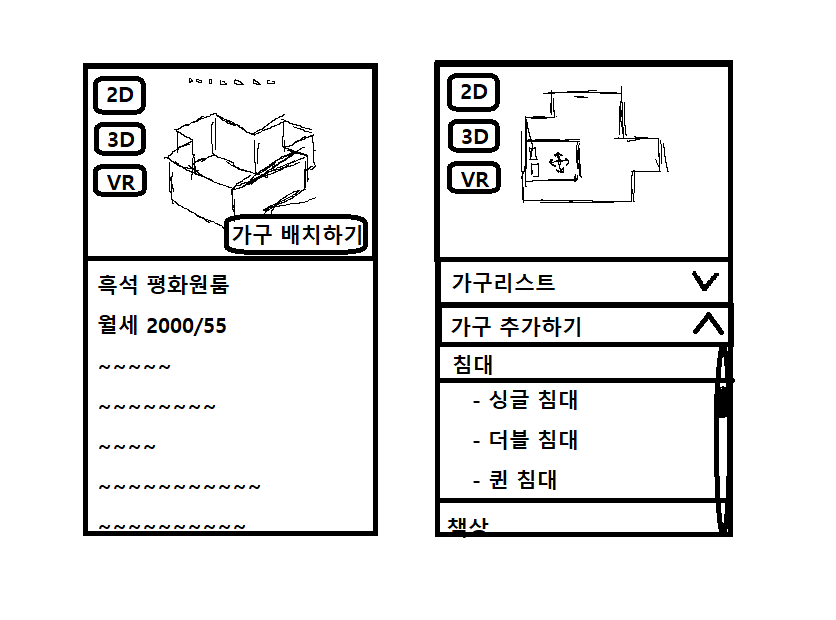 2D
3D
VR
가구 배치하기
흑석 평화원룸
월세 2000/55
~~~~~
~~~~~~~~
~~~~
~~~~~~~~~~~
~~~~~~~~~~
2D
3D
VR
가구리스트
가구 추가하기
침대
- 싱글 침대
- 더블 침대
- 퀸 침대
책상